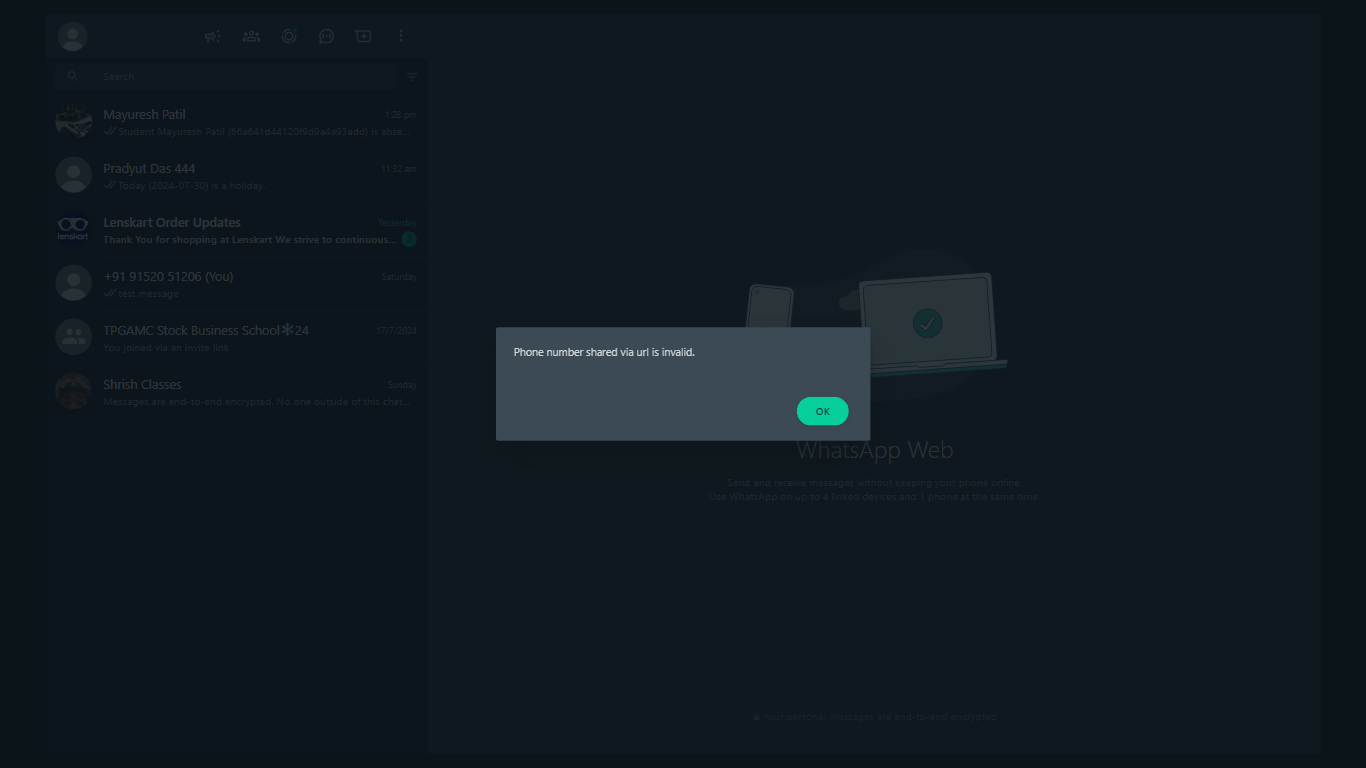 Search
Mayuresh Patil
1:28 pm
Student Mayuresh Patil (66a641d44120f9d9a4a93add) is abse...
Pradyut Das 444
11:32 am
Today (2024-07-30) is a holiday.
Lenskart Order Updates
Yesterday
lenskart
Thank You for shopping at Lenskart We strive to continuous...
+91 91520 51206 (You)
Saturday
test message
TPGAMC Stock Business School✳24
17/7/2024
You joined via an invite link
Shrish Classes
Sunday
Messages are end-to-end encrypted. No one outside of this chat...
Phone number shared via url is invalid.
OK
WhatsApp Web
Send and receive messages without keeping your phone online.
Use WhatsApp on up to 4 linked devices and 1 phone at the same time.
Your personal messages are end-to-end encrypted